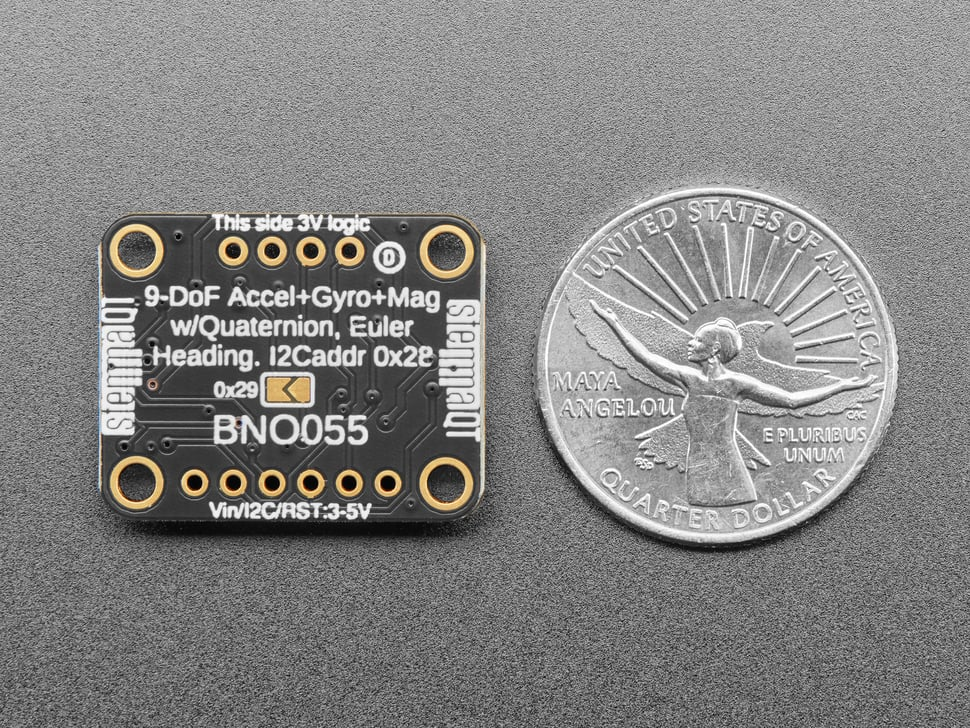 This side 3V logic
D
9-DoF Accel+Gyro+Mag
w/Quaternion, Euler
Heading. I2Caddr 0x28
0x29
BNO055
Vin/I2C/RST:3-5V
stemmaQT
stemmaQT
UNITED STATES OF AMERICA
MAYA
ANGELOU
CAC
E PLURIBUS
UNUM
QUARTER DOLLAR